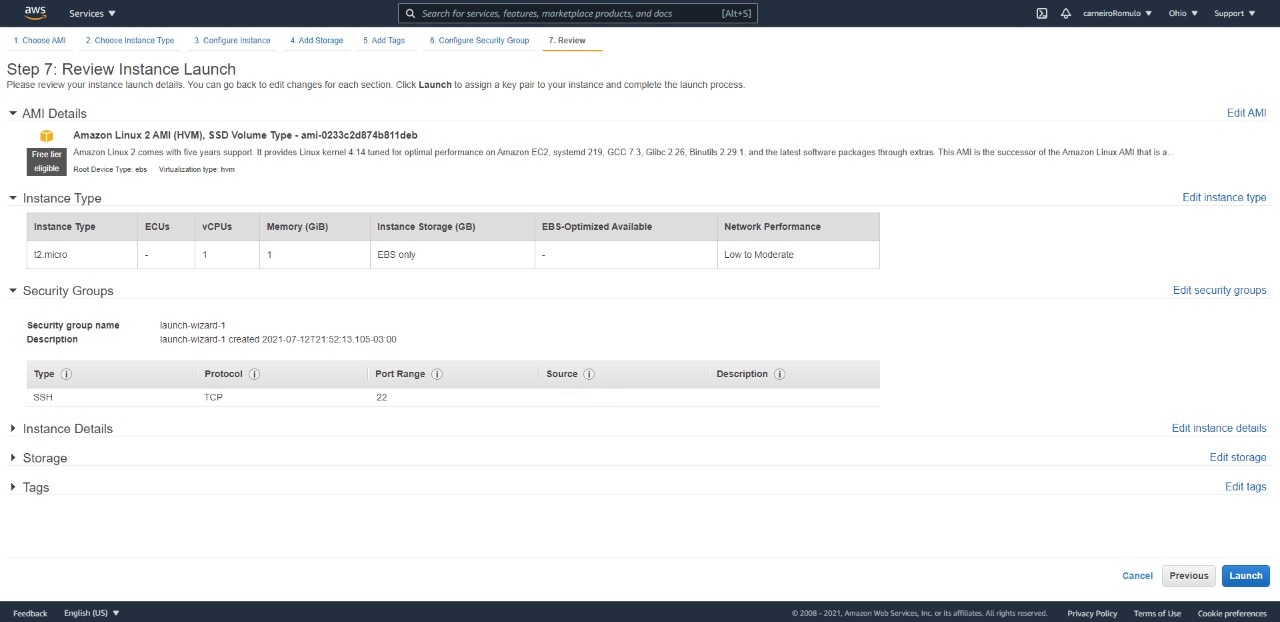 aws Services Search for services, features, marketplace products, and docs [Alt+S] carneiroRomulo Ohio Support
1. Choose AMI 2. Choose Instance Type 3. Configure Instance 4. Add Storage 5. Add Tags 6. Configure Security Group 7. Review
Step 7: Review Instance Launch
Please review your instance launch details. You can go back to edit changes for each section. Click Launch to assign a key pair to your instance and complete the launch process.
AMI Details Edit AMI
Amazon Linux 2 AMI (HVM), SSD Volume Type - ami-0233c2d874b811deb
Free tier eligible
Amazon Linux 2 comes with five years support. It provides Linux kernel 4.14 tuned for optimal performance on Amazon EC2, systemd 219, GCC 7.3, Glibc 2.26, Binutils 2.29.1, and the latest software packages through extras. This AMI is the successor of the Amazon Linux AMI that is a...
Root Device Type: ebs Virtualization type: hvm
Instance Type Edit instance type
Instance Type ECUs vCPUs Memory (GiB) Instance Storage (GB) EBS-Optimized Available Network Performance
t2.micro - 1 1 EBS only - Low to Moderate
Security Groups Edit security groups
Security group name launch-wizard-1
Description launch-wizard-1 created 2021-07-12T21:52:13.105-03:00
Type Protocol Port Range Source Description
SSH TCP 22
Instance Details Edit instance details
Storage Edit storage
Tags Edit tags
Cancel Previous Launch
Feedback English (US) © 2008 - 2021, Amazon Web Services, Inc. or its affiliates. All rights reserved. Privacy Policy Terms of Use Cookie preferences